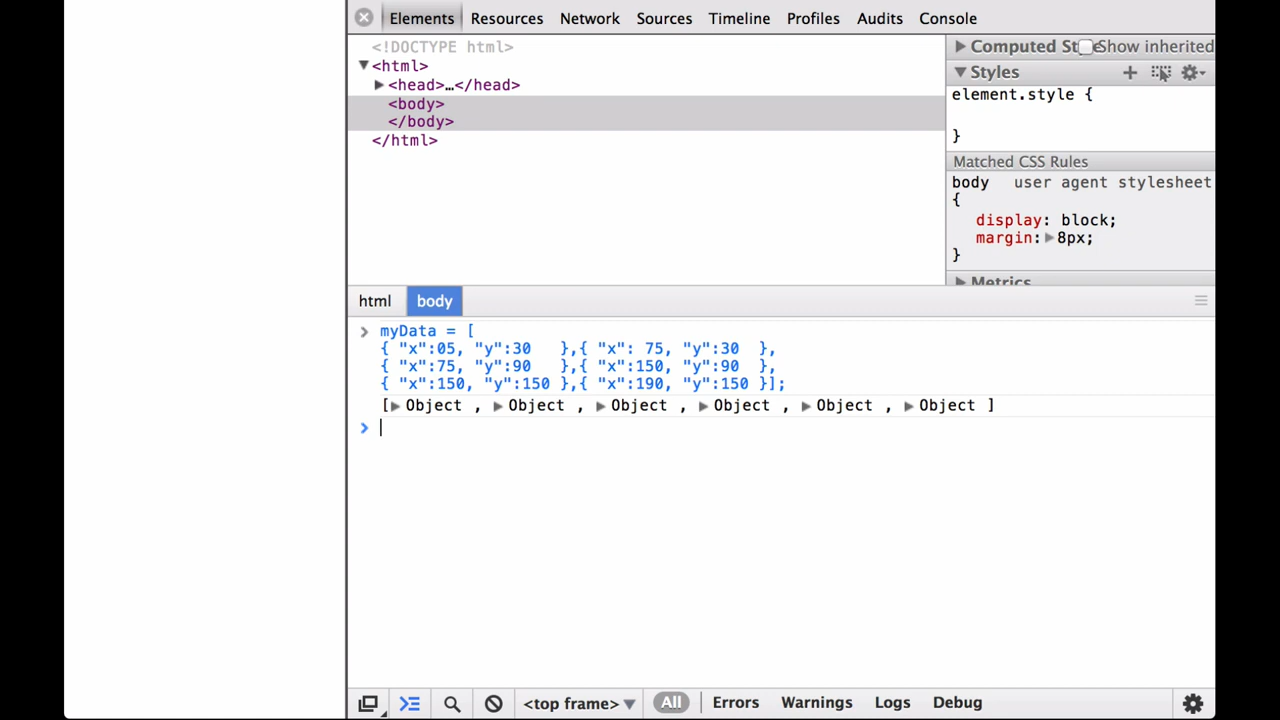 Elements Resources Network Sources Timeline Profiles Audits Console
<!DOCTYPE html>
<html>
<head>…</head>
<body>
</body>
</html>
Computed Sty Show inherited
Styles
element.style {
}
Matched CSS Rules
body user agent stylesheet
{
display: block;
margin: 8px;
}
Metrics
html body
> myData = [
{ "x":05, "y":30 },{ "x": 75, "y":30 },
{ "x":75, "y":90 },{ "x":150, "y":90 },
{ "x":150, "y":150 },{ "x":190, "y":150 }];
[▶Object , ▶Object , ▶Object , ▶Object , ▶Object , ▶Object ]
>
<top frame> All Errors Warnings Logs Debug